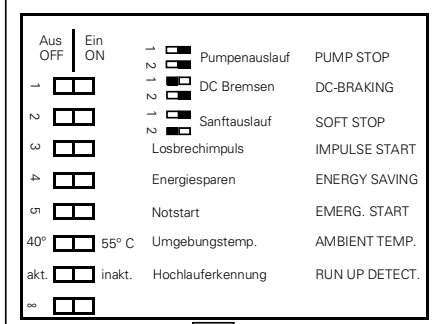 Aus Ein
OFF ON
1 Pumpenauslauf PUMP STOP
2
1 1 DC Bremsen DC-BRAKING
2
2 1 Sanftauslauf SOFT STOP
2
3 Losbrechimpuls IMPULSE START
4 Energiesparen ENERGY SAVING
5 Notstart EMERG. START
40° 55° C Umgebungstemp. AMBIENT TEMP.
akt. inakt. Hochlauferkennung RUN UP DETECT.
∞